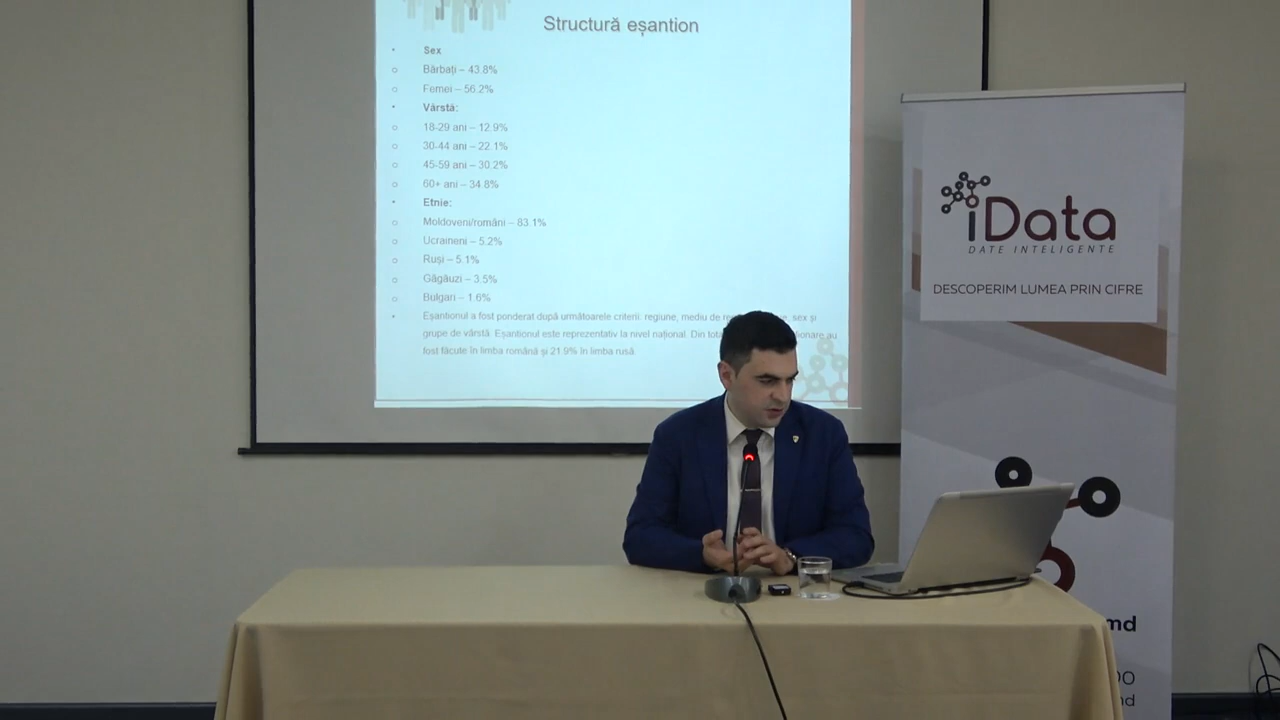 Structură eșantion
• Sex
o Bărbați – 43.8%
o Femei – 56.2%
• Vârstă:
o 18-29 ani – 12.9%
o 30-44 ani – 22.1%
o 45-59 ani – 30.2%
o 60+ ani – 34.8%
• Etnie:
o Moldoveni/români – 83.1%
o Ucraineni – 5.2%
o Ruși – 5.1%
o Găgăuzi – 3.5%
o Bulgari – 1.6%
• Eșantionul a fost ponderat după următoarele criterii: regiune, mediu de sex și
grupe de vârstă. Eșantionul este reprezentativ la nivel național. Din au
fost făcute în limba română și 21.9% în limba rusă.
iData
DATE INTELIGENTE
DESCOPERIM LUMEA PRIN CIFRE
md